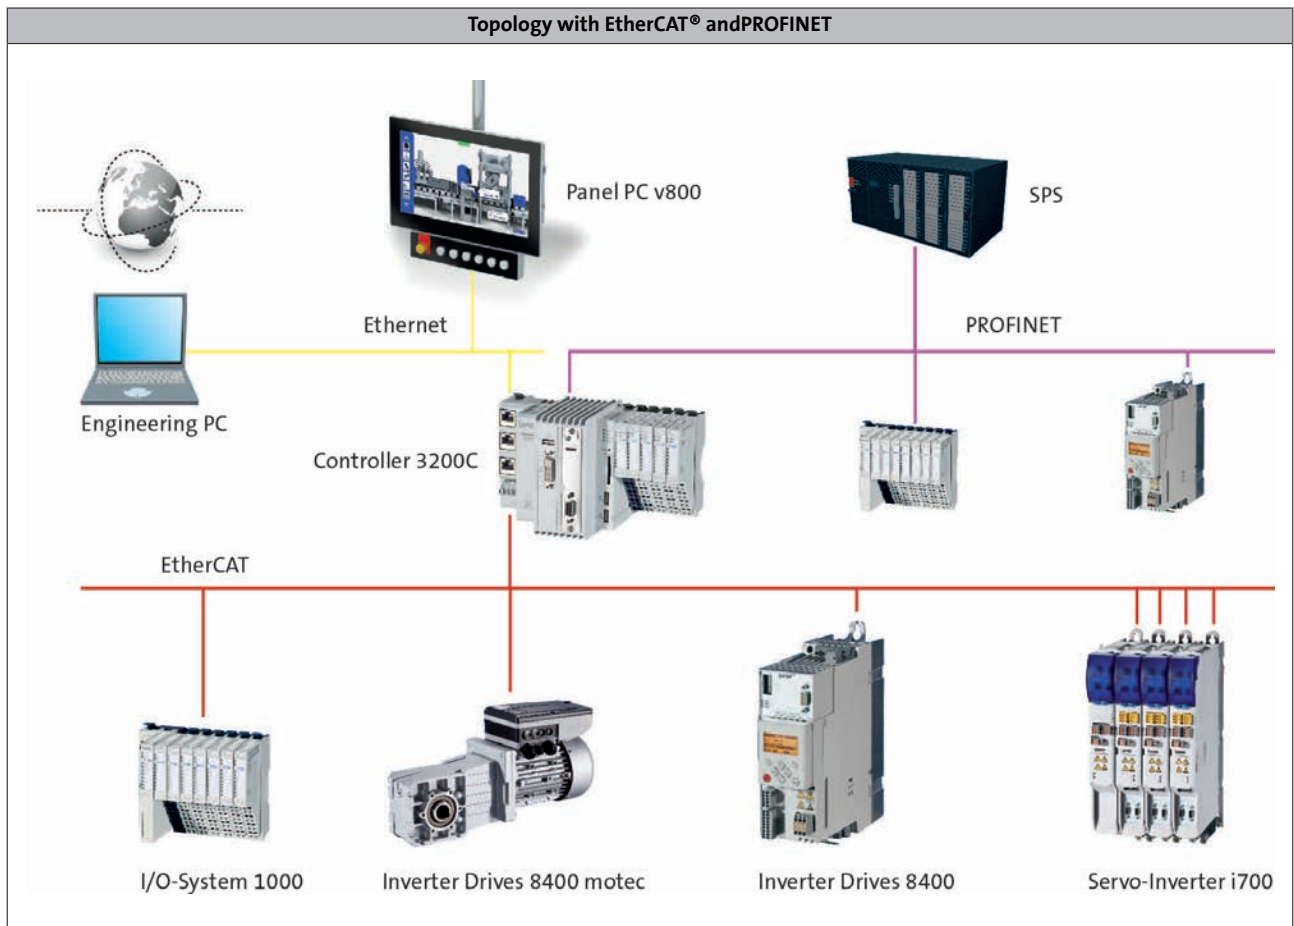 Topology with EtherCAT® andPROFINET
Panel PC v800
SPS
Ethernet
PROFINET
Engineering PC
Controller 3200C
EtherCAT
I/O-System 1000
Inverter Drives 8400 motec
Inverter Drives 8400
Servo-Inverter i700